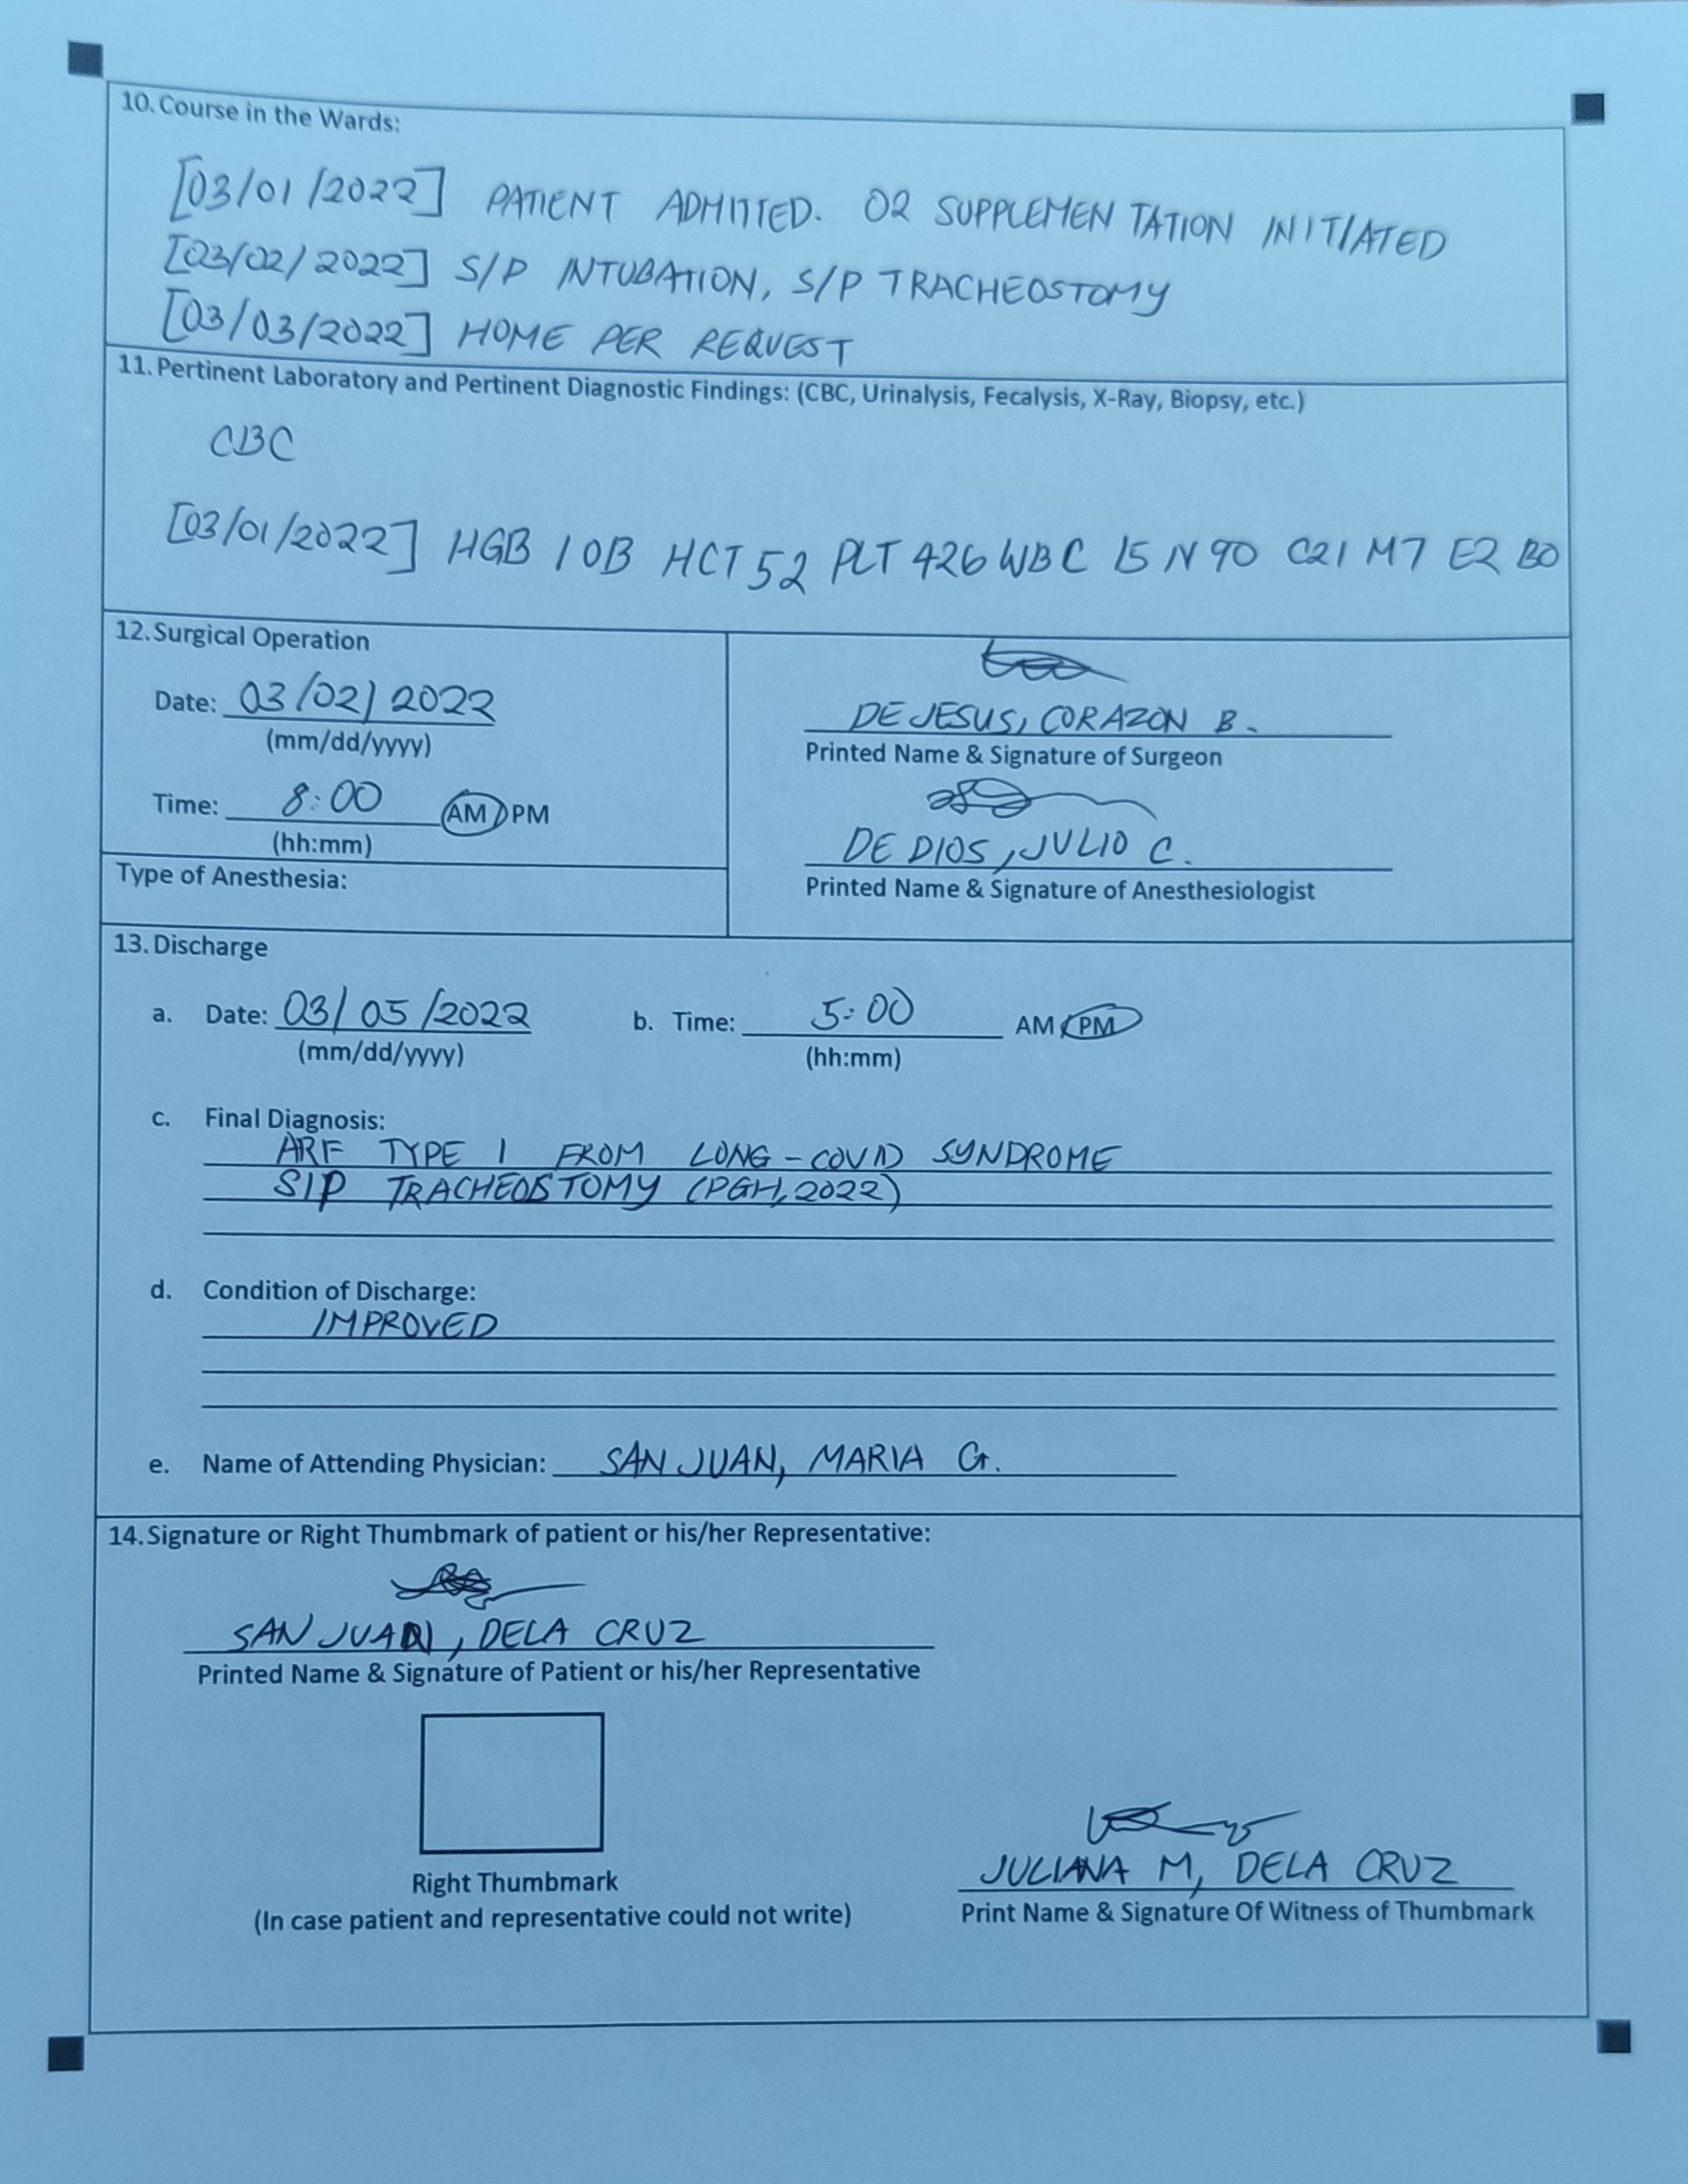 10. Course in the Wards:
[03/01/2022] PATIENT ADMITTED. O2 SUPPLEMENTATION INITIATED
[03/02/2022] S/P INTUBATION, S/P TRACHEOSTOMY
[03/03/2022] HOME PER REQUEST
11. Pertinent Laboratory and Pertinent Diagnostic Findings: (CBC, Urinalysis, Fecalysis, X-Ray, Biopsy, etc.)
CBC
[03/01/2022] HGB 10B HCT 52 PLT 426 WBC 15 N 90 C21 M7 E2 B0
12. Surgical Operation
Date: 03/02/2022
(mm/dd/yyyy)
Time: 8:00 AM PM
(hh:mm)
Type of Anesthesia:
DE JESUS, CORAZON B.
Printed Name & Signature of Surgeon
DE DIOS, JULIO C.
Printed Name & Signature of Anesthesiologist
13. Discharge
a. Date: 03/05/2022 b. Time: 5:00 AM PM
(mm/dd/yyyy) (hh:mm)
c. Final Diagnosis:
ARF TYPE 1 FROM LONG-COVID SYNDROME
S/P TRACHEOSTOMY (PGH, 2022)
d. Condition of Discharge:
IMPROVED
e. Name of Attending Physician: SAN JUAN, MARIA G.
14. Signature or Right Thumbmark of patient or his/her Representative:
SAN JUAN, DELA CRUZ
Printed Name & Signature of Patient or his/her Representative
Right Thumbmark
(In case patient and representative could not write)
JULIANA M, DELA CRUZ
Print Name & Signature Of Witness of Thumbmark